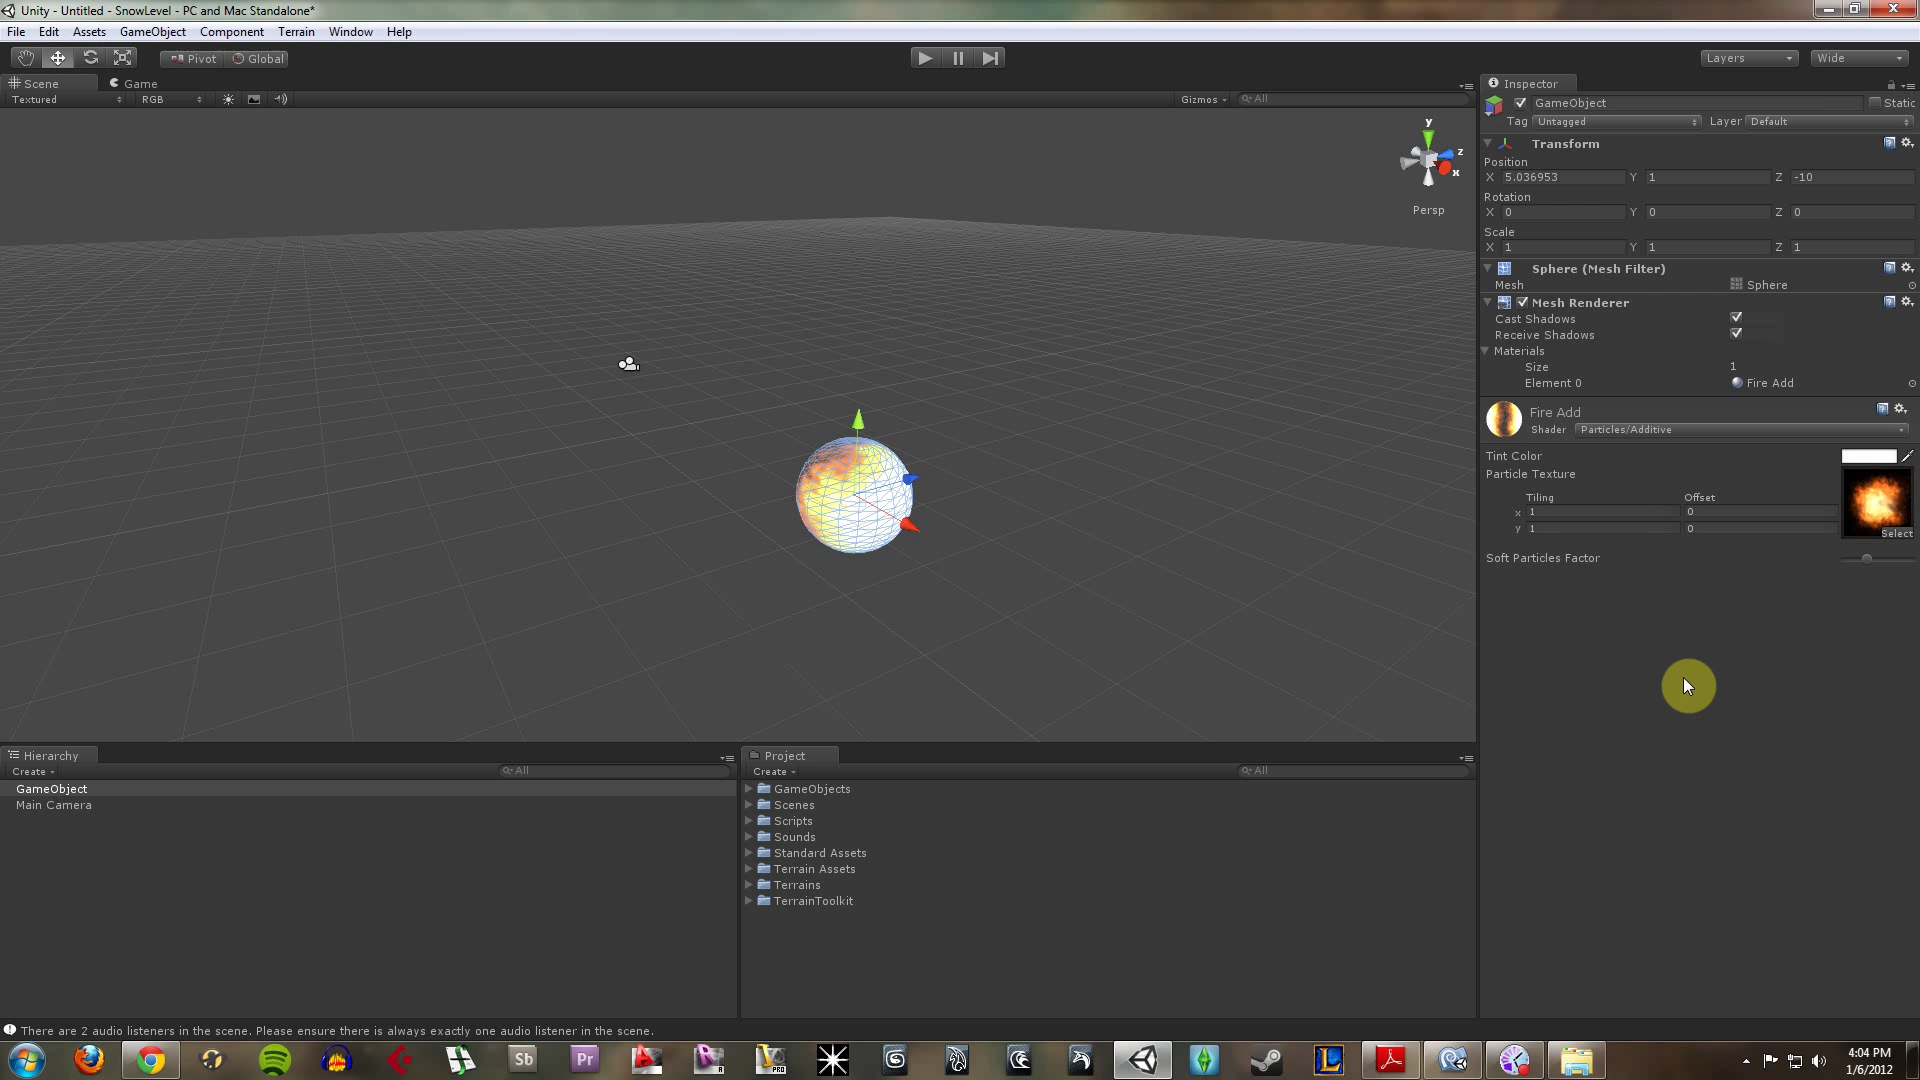 Unity - Untitled - SnowLevel - PC and Mac Standalone*
File Edit Assets GameObject Component Terrain Window Help
Pivot Global Layers Wide
Scene Game
Textured RGB Gizmos All
y
z
x
Persp
Inspector
GameObject Static
Tag Untagged Layer Default
Transform
Position
X 5.036953 Y 1 Z -10
Rotation
X 0 Y 0 Z 0
Scale
X 1 Y 1 Z 1
Sphere (Mesh Filter)
Mesh Sphere
Mesh Renderer
Cast Shadows
Receive Shadows
Materials
Size 1
Element 0 Fire Add
Fire Add
Shader Particles/Additive
Tint Color
Particle Texture
Tiling Offset
x 1 0
y 1 0
Select
Soft Particles Factor
Hierarchy
Create All
GameObject
Main Camera
Project
Create All
GameObjects
Scenes
Scripts
Sounds
Standard Assets
Terrain Assets
Terrains
TerrainToolkit
There are 2 audio listeners in the scene. Please ensure there is always exactly one audio listener in the scene.
Sb Pr PRO L
4:04 PM
1/6/2012